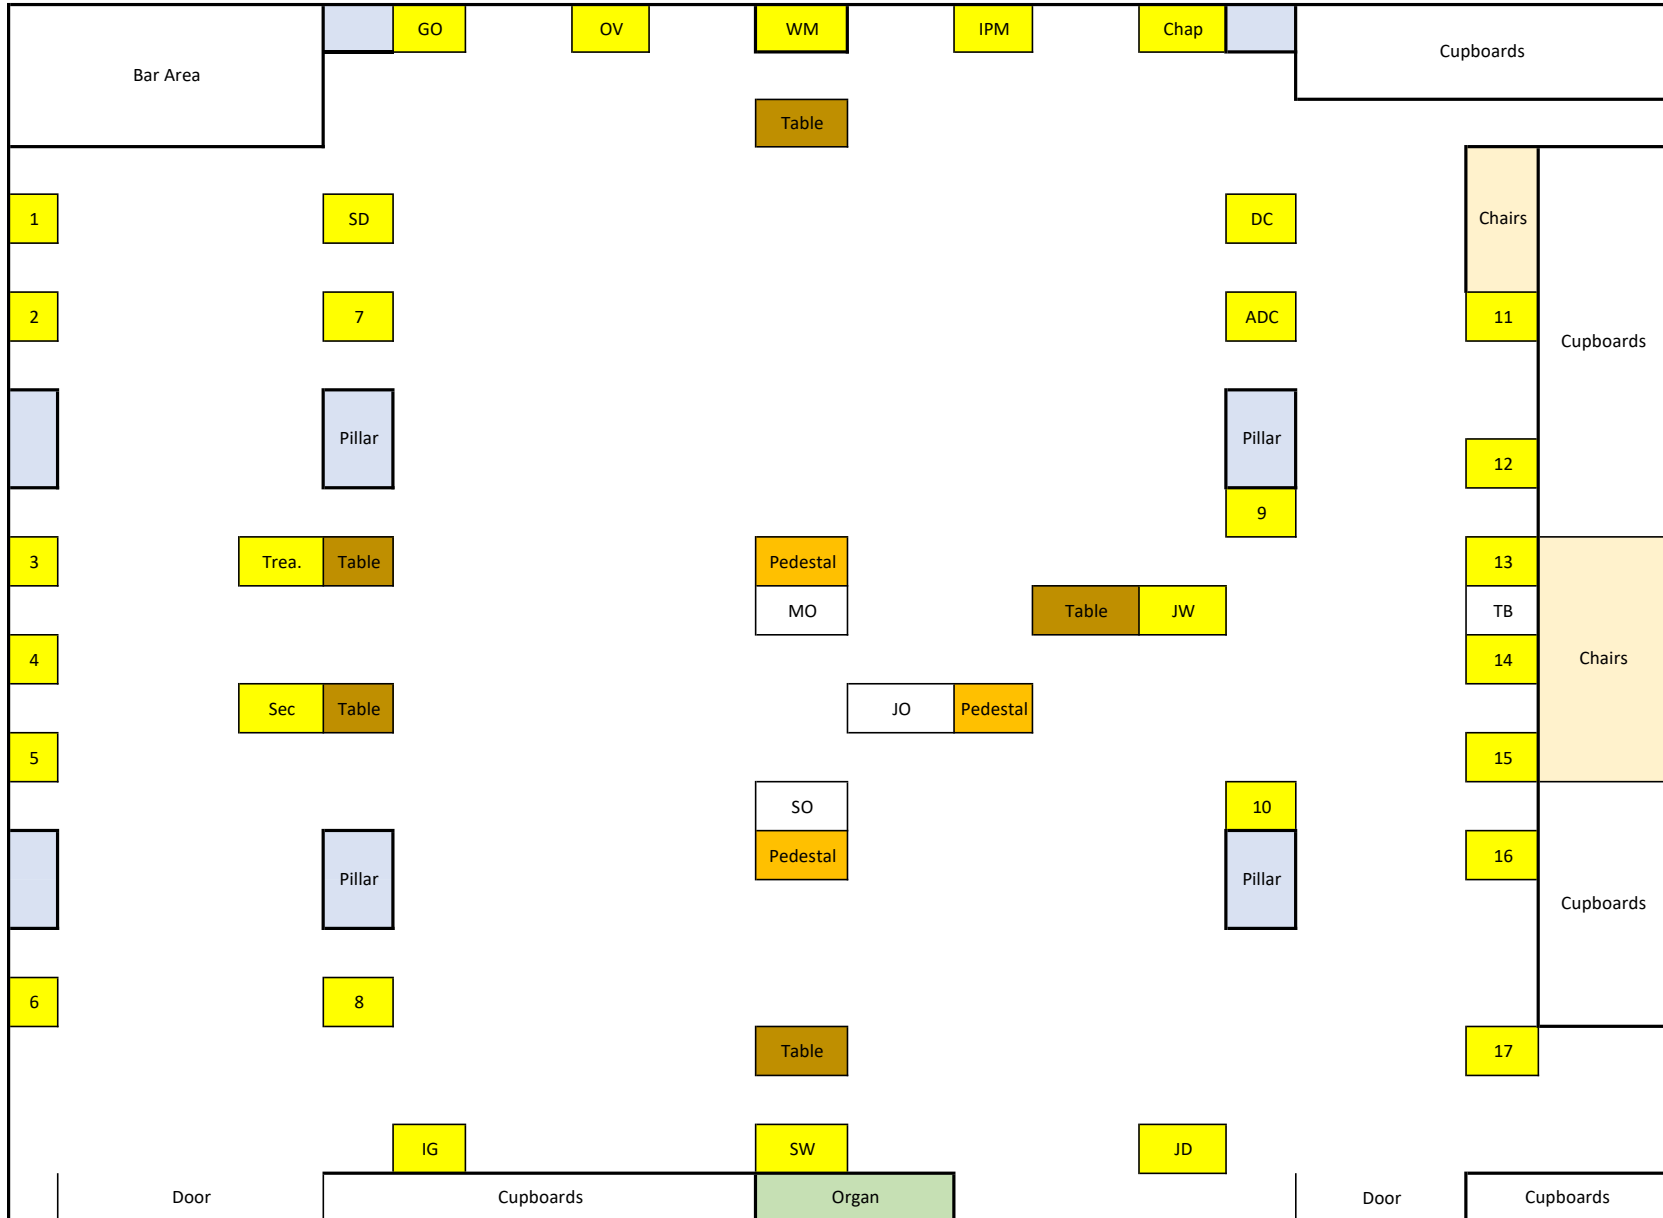 GO
OV
WM
IPM
Chap
Cupboards
Bar Area
Table
1
SD
DC
Chairs
2
7
ADC
11
Cupboards
Pillar
Pillar
12
9
3
Trea.
Table
Pedestal
13
MO
Table
JW
TB
4
14
Chairs
Sec
Table
JO
Pedestal
5
15
SO
10
Pedestal
16
Pillar
Pillar
Cupboards
6
8
Table
17
IG
SW
JD
Door
Cupboards
Organ
Door
Cupboards